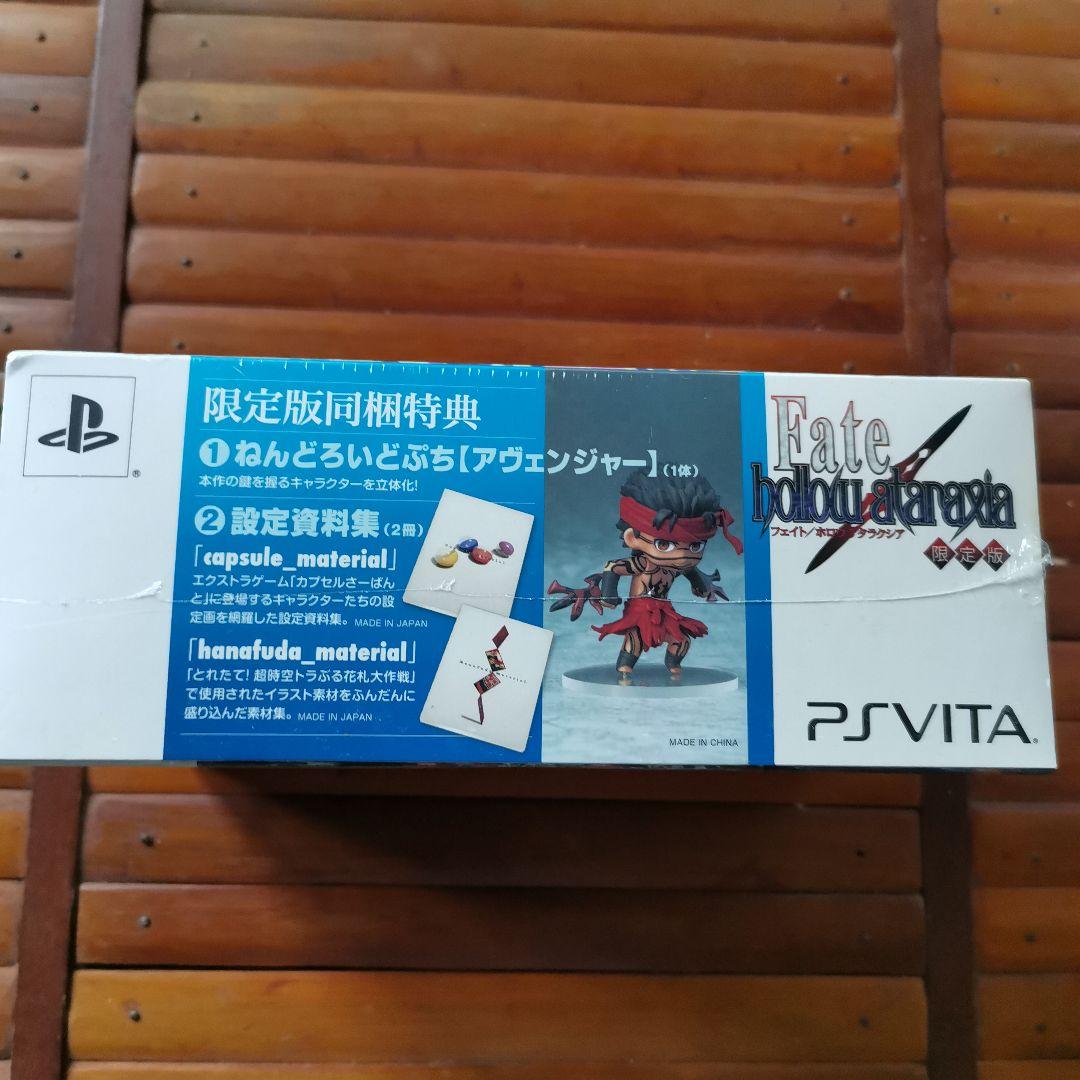 限定版同梱特典
①ねんどろいどぷち【アヴェンジャー】(1体)
本作の鍵を握るキャラクターを立体化!
②設定資料集(2冊)
「capsule_material」
エクストラゲーム「カプセルさーばん
と」に登場するキャラクターたちの設
定画を網羅した設定資料集。MADE IN JAPAN
「hanafuda_material」
「とれたて! 超時空トラぶる花札大作戦」
で使用されたイラスト素材をふんだんに
盛り込んだ素材集。MADE IN JAPAN
Hanafuda Material
MADE IN CHINA
Fate
hollow ataraxia
フェイト/ホロウアタラクシア
限定版
PSVITA
®